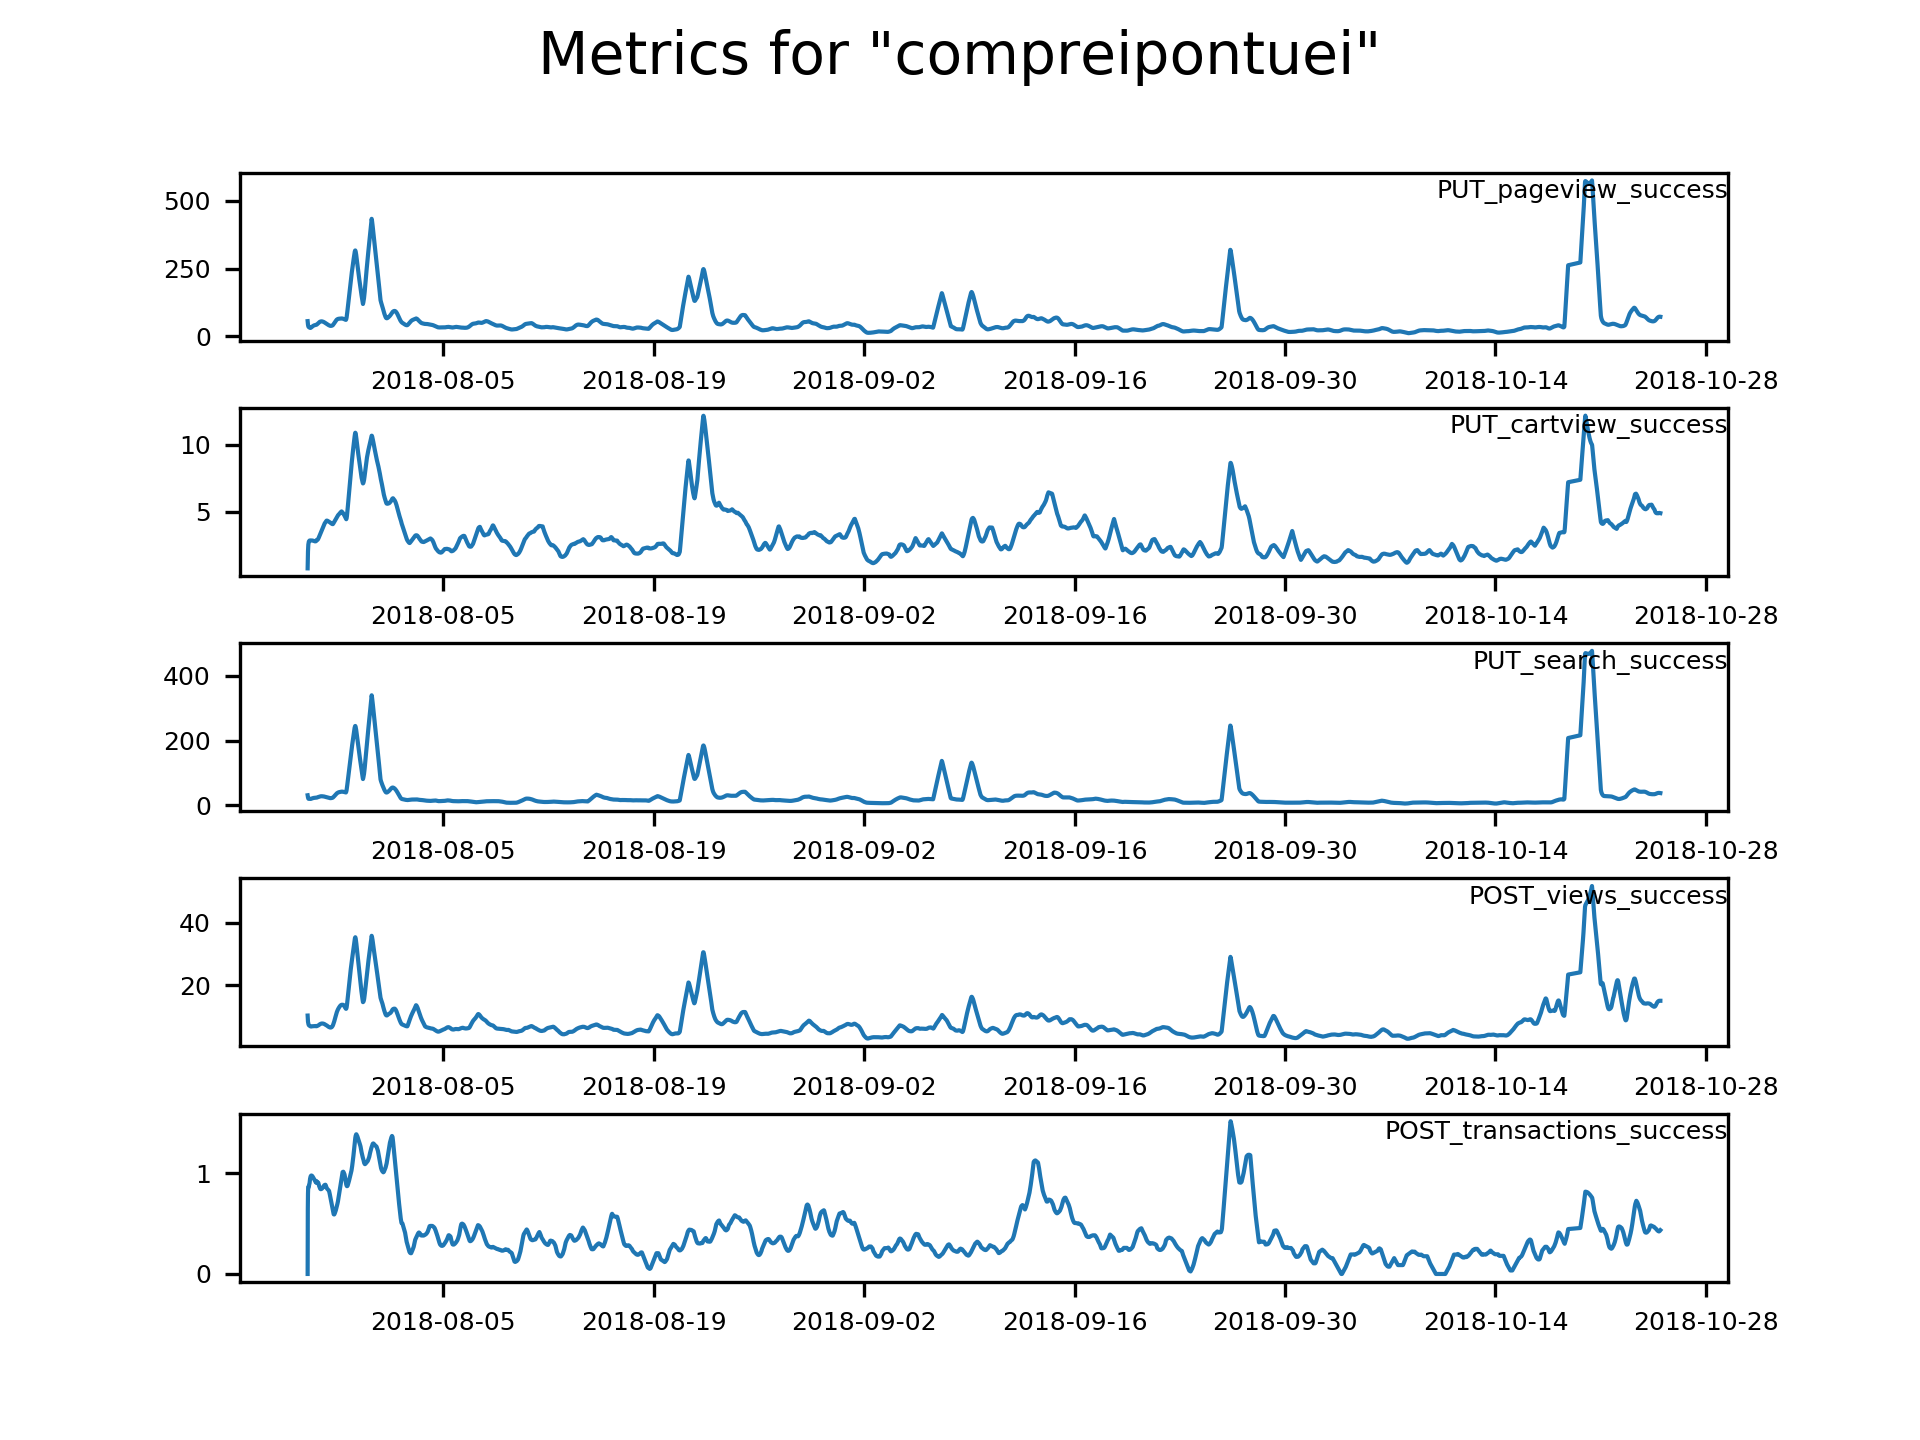 Metrics for "compreipontuei"
PUT_pageview_success
500
250
0
2018-08-05 2018-08-19 2018-09-02 2018-09-16 2018-09-30 2018-10-14 2018-10-28
PUT_cartview_success
10
5
2018-08-05 2018-08-19 2018-09-02 2018-09-16 2018-09-30 2018-10-14 2018-10-28
PUT_search_success
400
200
0
2018-08-05 2018-08-19 2018-09-02 2018-09-16 2018-09-30 2018-10-14 2018-10-28
POST_views_success
40
20
2018-08-05 2018-08-19 2018-09-02 2018-09-16 2018-09-30 2018-10-14 2018-10-28
POST_transactions_success
1
0
2018-08-05 2018-08-19 2018-09-02 2018-09-16 2018-09-30 2018-10-14 2018-10-28